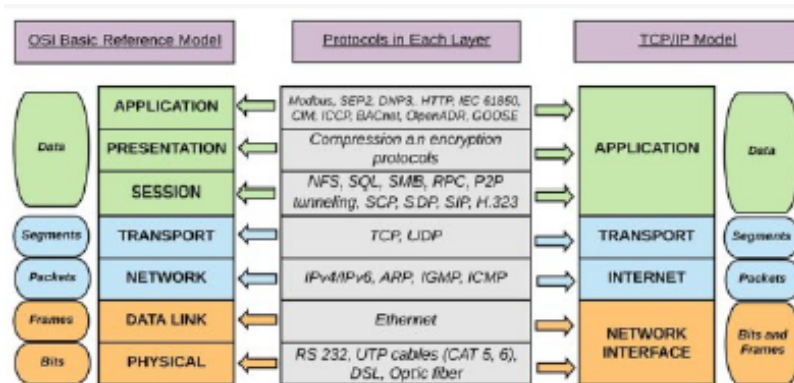 OSI Basic Reference Model
Protocols in Each Layer
TCP/IP Model
Data
APPLICATION
Modbus, SEP2, DNP3, HTTP, IEC 61850,
CIM, ICCP, BACnet, OpenADR, GOOSE
PRESENTATION
Compression an encryption
protocols
SESSION
NFS, SQL, SMB, RPC, P2P
tunneling, SCP, SDP, SIP, H.323
APPLICATION
Data
Segments
TRANSPORT
TCP, UDP
TRANSPORT
Segments
Packets
NETWORK
IPv4/IPv6, ARP, IGMP, ICMP
INTERNET
Packets
Frames
DATA LINK
Ethernet
Bits
PHYSICAL
RS 232, UTP cables (CAT 5, 6),
DSL, Optic fiber
NETWORK
INTERFACE
Bits and
Frames